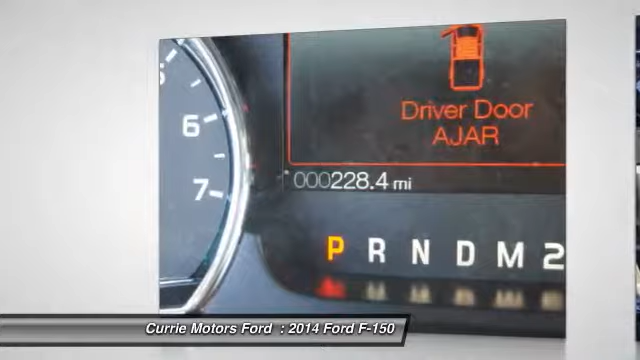 Driver Door
AJAR
6
7
000228.4 mi
P R N D M 2
Currie Motors Ford : 2014 Ford F-150